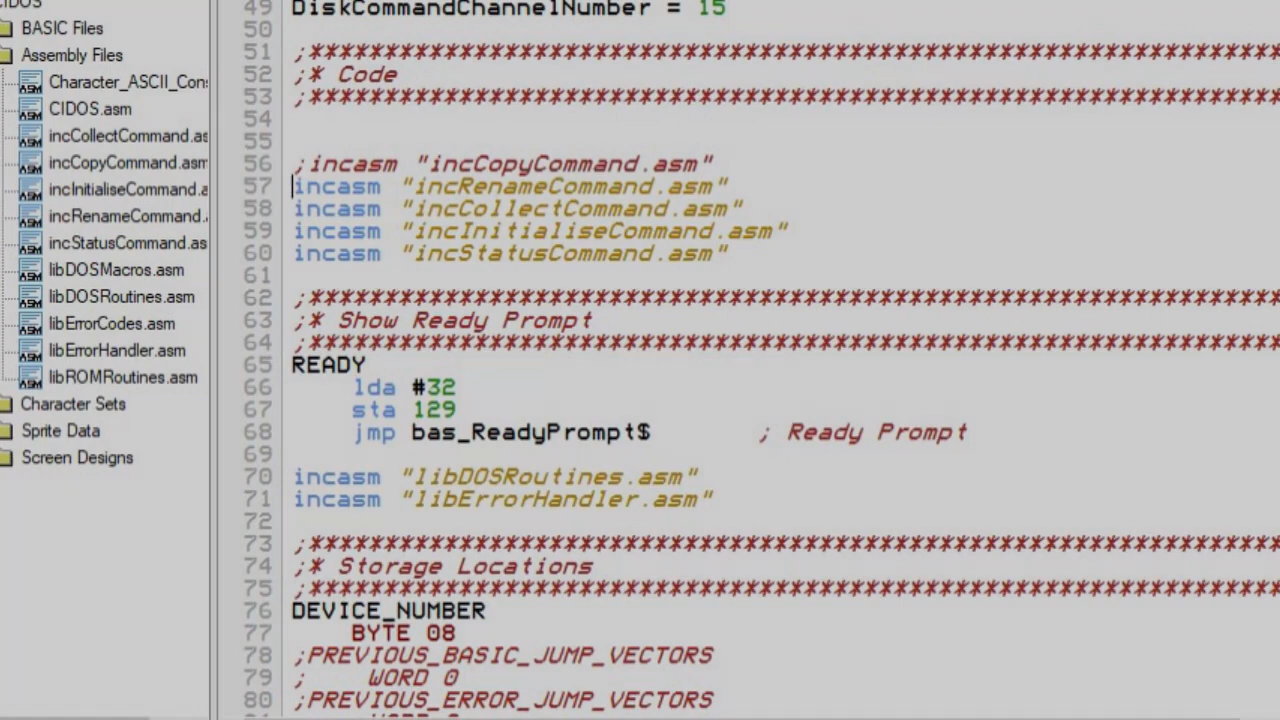 CIDOS
BASIC Files
Assembly Files
Character_ASCII_Cons
CIDOS.asm
incCollectCommand.as
incCopyCommand.asm
incInitialiseCommand.a
incRenameCommand.
incStatusCommand.as
libDOSMacros.asm
libDOSRoutines.asm
libErrorCodes.asm
libErrorHandler.asm
libROMRoutines.asm
Character Sets
Sprite Data
Screen Designs
49 DiskCommandChannelNumber = 15
50
51 ;*******************************************************************
52 ;* Code
53 ;*******************************************************************
54
55
56 ;incasm "incCopyCommand.asm"
57 incasm "incRenameCommand.asm"
58 incasm "incCollectCommand.asm"
59 incasm "incInitialiseCommand.asm"
60 incasm "incStatusCommand.asm"
61
62 ;*******************************************************************
63 ;* Show Ready Prompt
64 ;*******************************************************************
65 READY
66 lda #32
67 sta 129
68 jmp bas_ReadyPrompt$ ; Ready Prompt
69
70 incasm "libDOSRoutines.asm"
71 incasm "libErrorHandler.asm"
72
73 ;*******************************************************************
74 ;* Storage Locations
75 ;*******************************************************************
76 DEVICE_NUMBER
77 BYTE 08
78 ;PREVIOUS_BASIC_JUMP_VECTORS
79 ; WORD 0
80 ;PREVIOUS_ERROR_JUMP_VECTORS